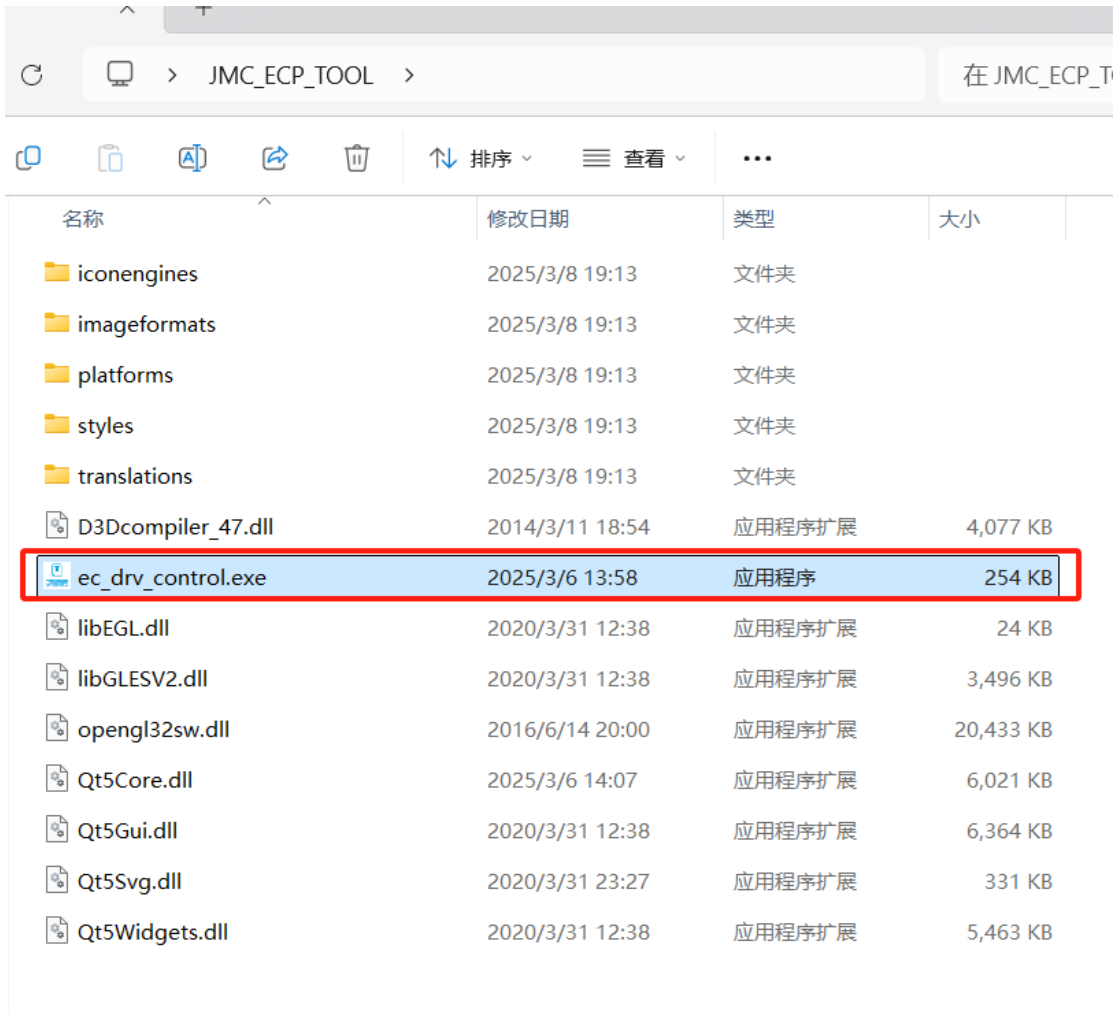 JMC_ECP_TOOL
在 JMC_ECP_T
排序 查看
名称 修改日期 类型 大小
iconengines 2025/3/8 19:13 文件夹
imageformats 2025/3/8 19:13 文件夹
platforms 2025/3/8 19:13 文件夹
styles 2025/3/8 19:13 文件夹
translations 2025/3/8 19:13 文件夹
D3Dcompiler_47.dll 2014/3/11 18:54 应用程序扩展 4,077 KB
ec_drv_control.exe 2025/3/6 13:58 应用程序 254 KB
libEGL.dll 2020/3/31 12:38 应用程序扩展 24 KB
libGLESV2.dll 2020/3/31 12:38 应用程序扩展 3,496 KB
opengl32sw.dll 2016/6/14 20:00 应用程序扩展 20,433 KB
Qt5Core.dll 2025/3/6 14:07 应用程序扩展 6,021 KB
Qt5Gui.dll 2020/3/31 12:38 应用程序扩展 6,364 KB
Qt5Svg.dll 2020/3/31 23:27 应用程序扩展 331 KB
Qt5Widgets.dll 2020/3/31 12:38 应用程序扩展 5,463 KB